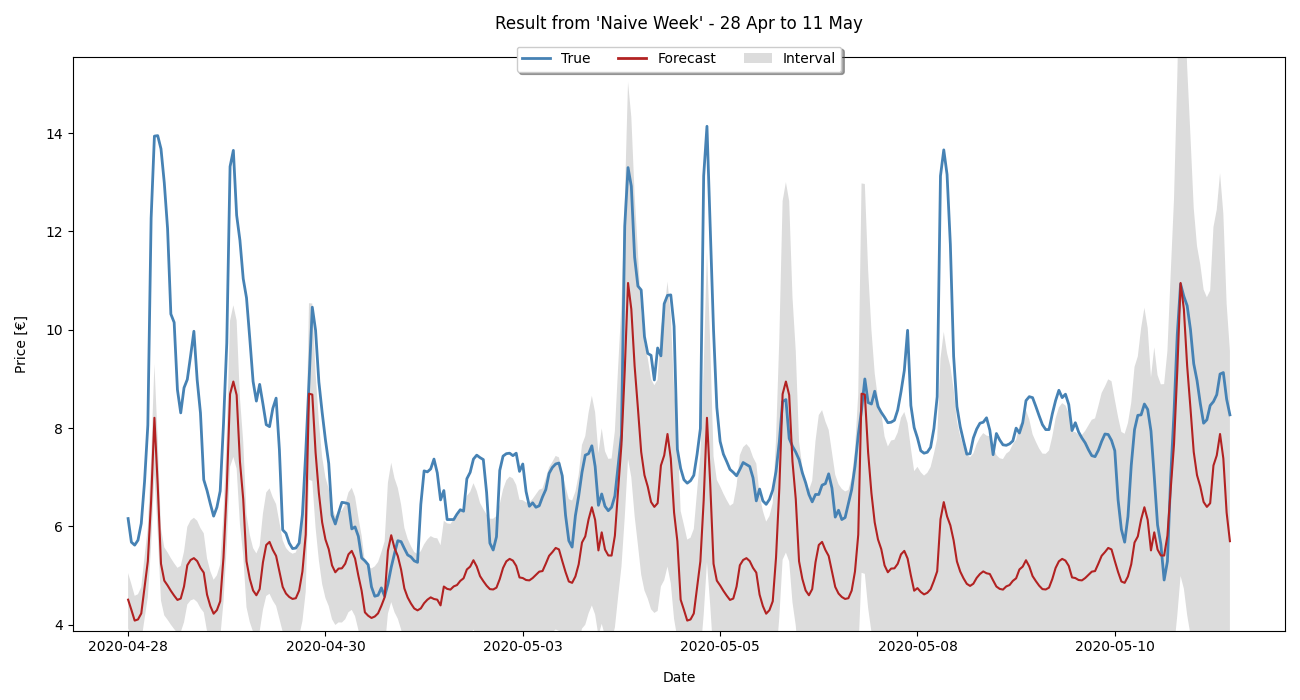 Result from 'Naive Week' - 28 Apr to 11 May
True Forecast Interval
Price [€]
14
12
10
8
6
4
2020-04-28 2020-04-30 2020-05-03 2020-05-05 2020-05-08 2020-05-10
Date